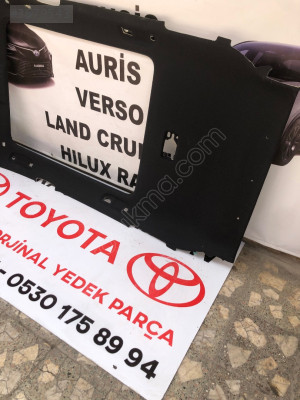 AURİS
VERSO
LAND CRU
HILUX RA
TOYOTA
ORJİNAL YEDEK PARÇA
0530 175 89 94